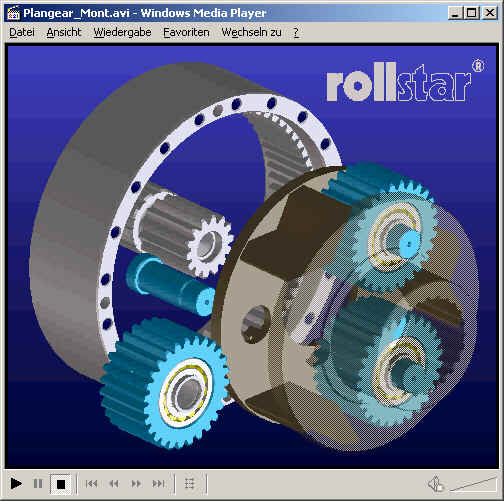 Plangear_Mont.avi - Windows Media Player
Datei Ansicht Wiedergabe Favoriten Wechseln zu ?
rollstar®